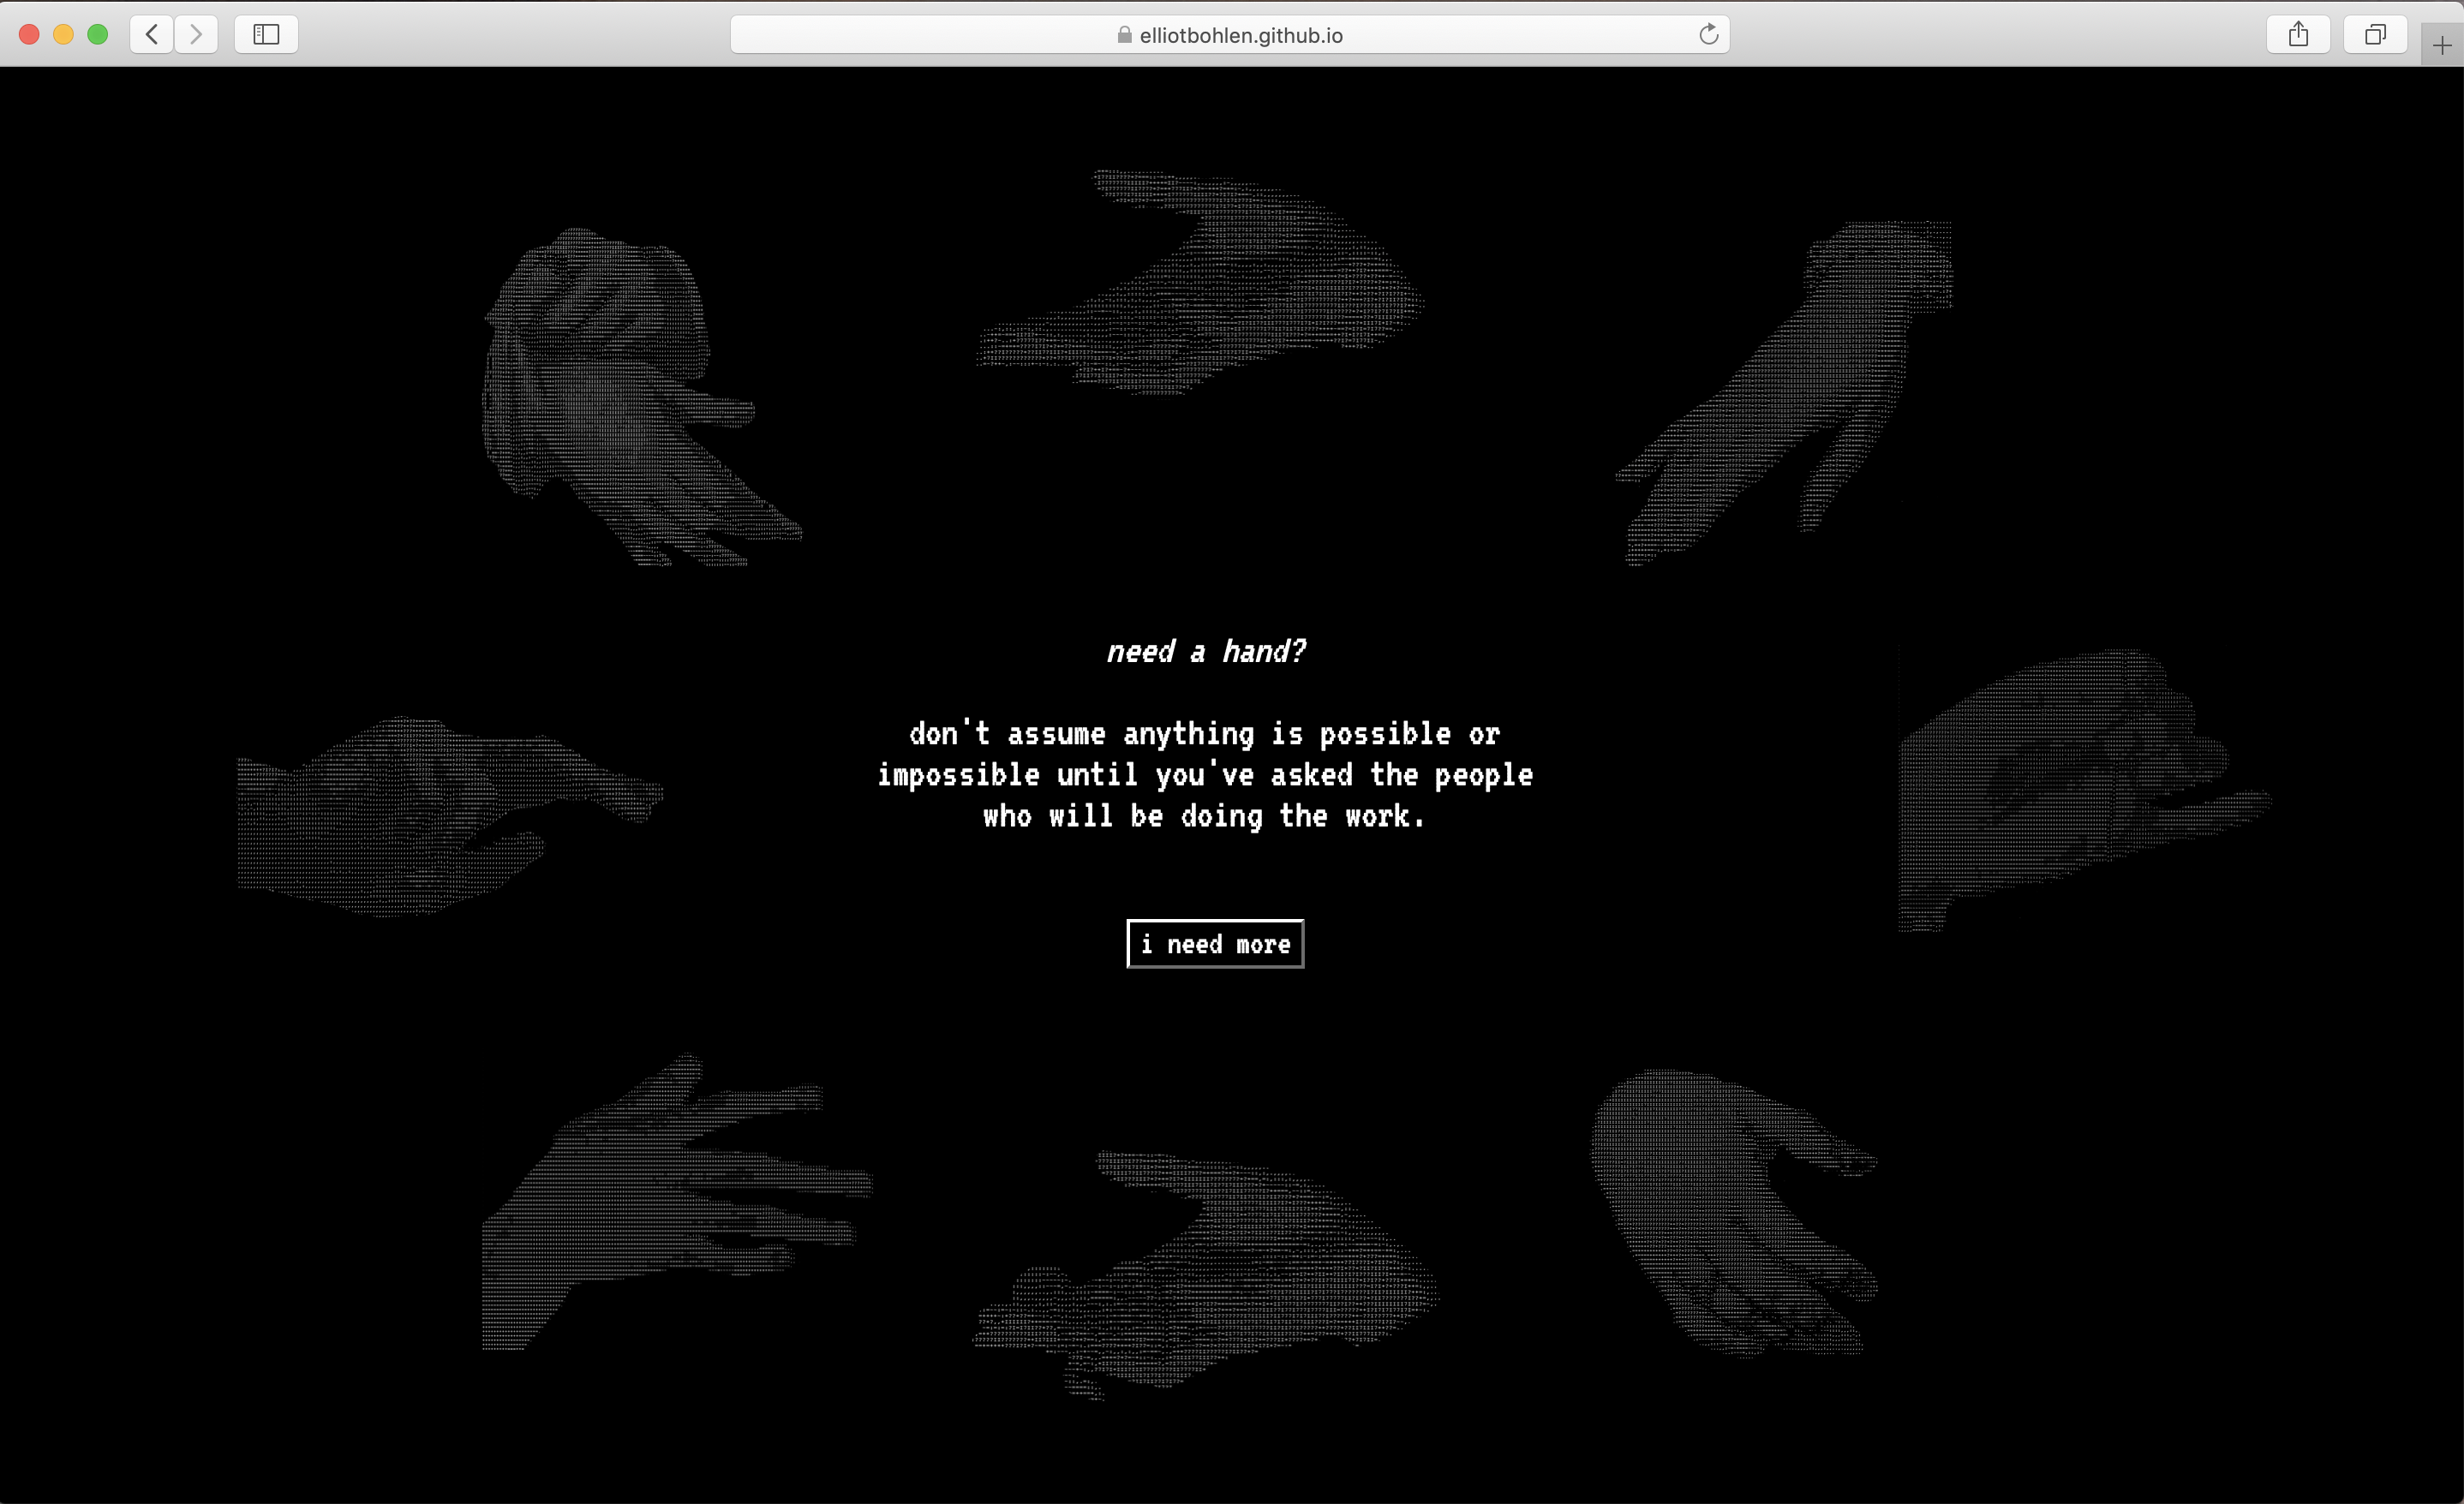 elliotbohlen.github.io
need a hand?
don't assume anything is possible or
impossible until you've asked the people
who will be doing the work.
i need more